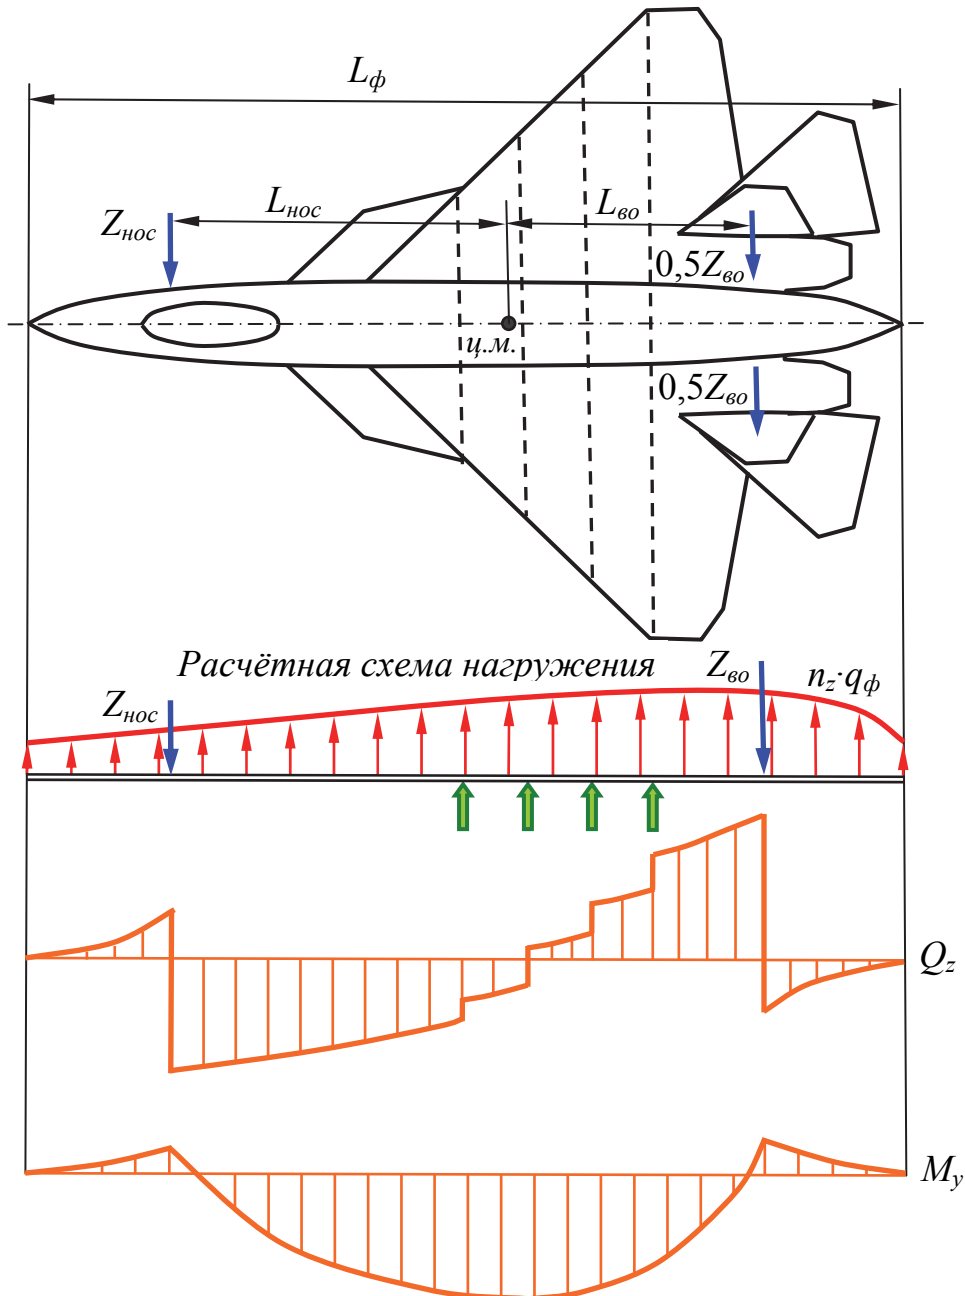 Lф
Lнос
Lво
Zнос
0,5Zво
ц.м.
0,5Zво
Расчётная схема нагружения
Zво
nz·qф
Zнос
Qz
My